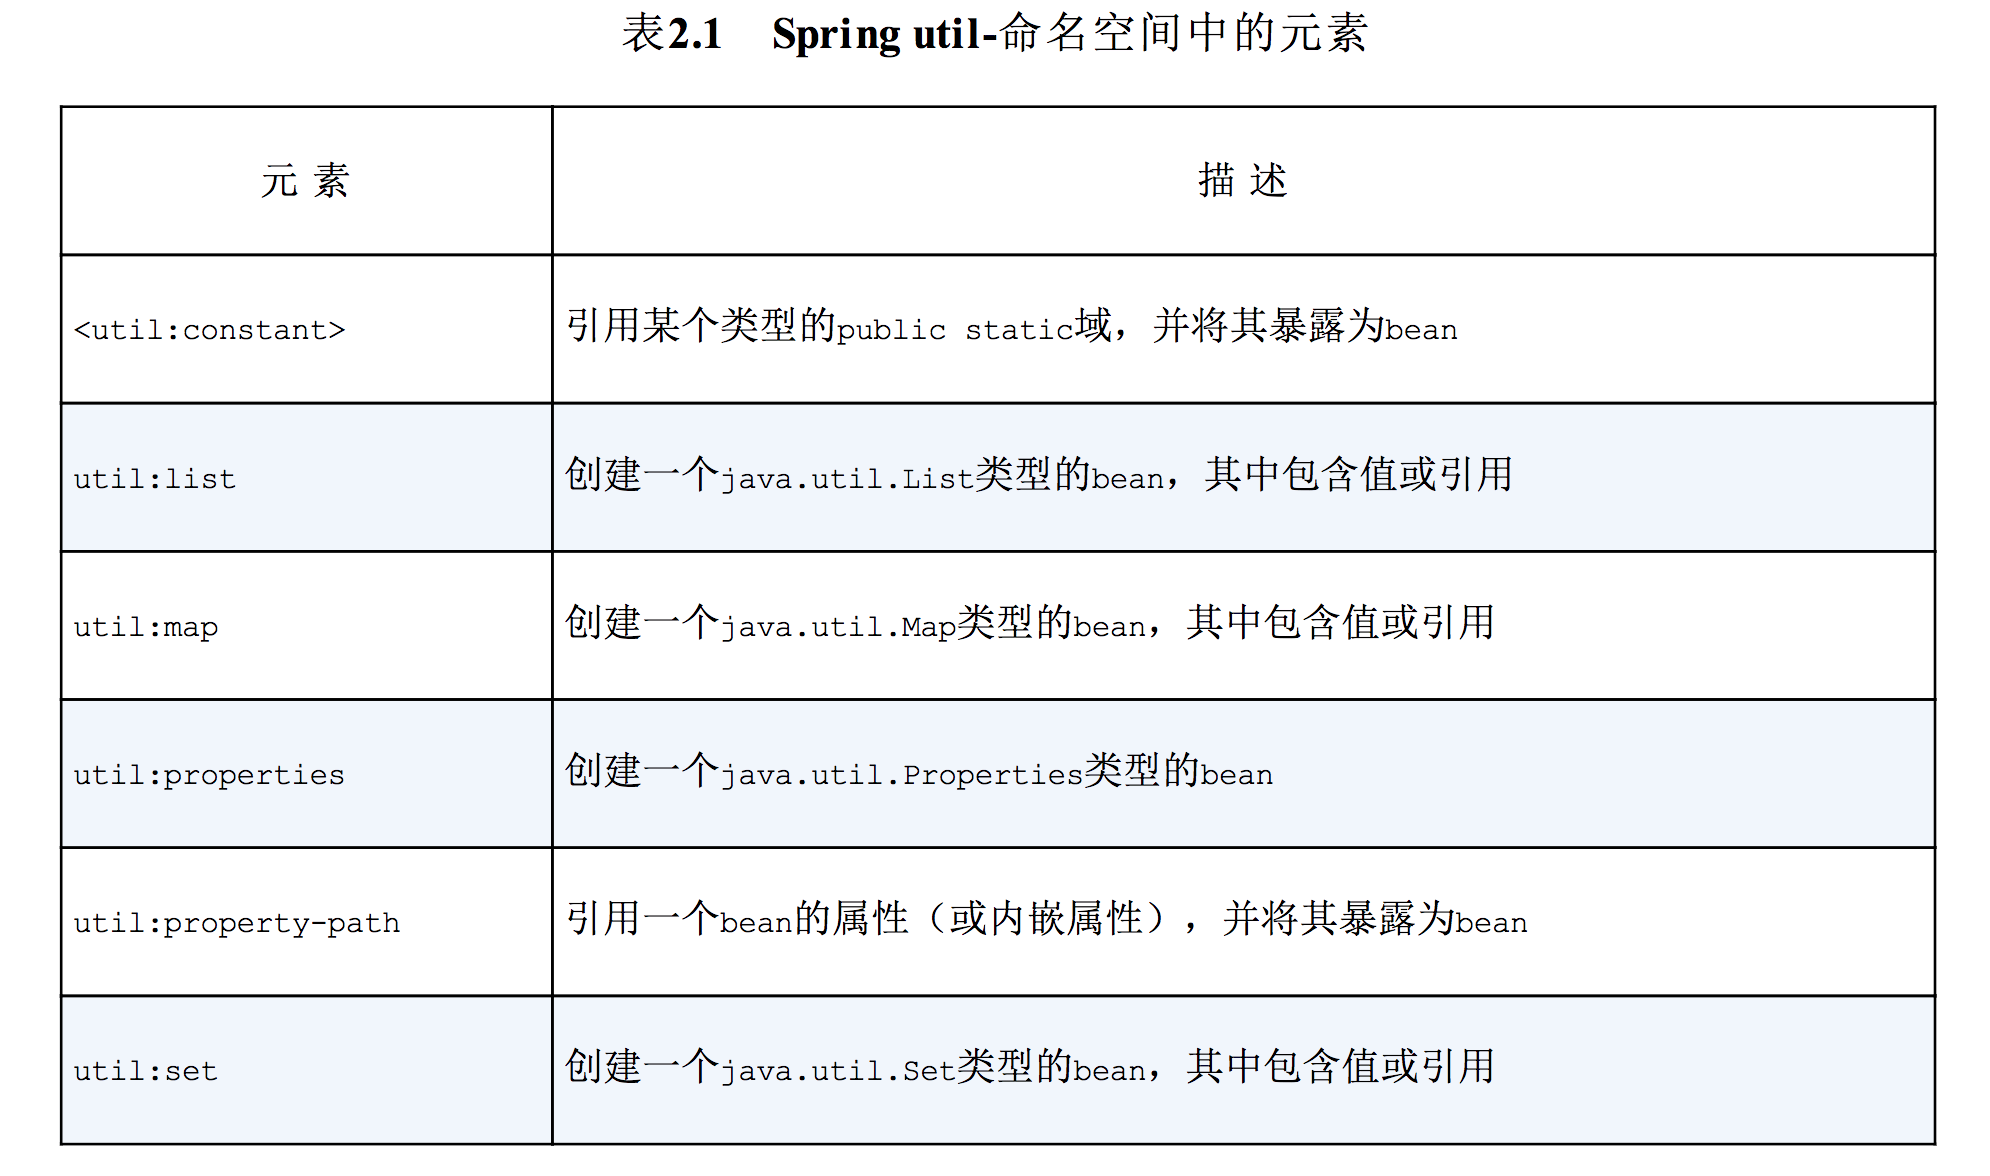 表2.1 Spring util-命名空间中的元素
元 素 描 述
<util:constant> 引用某个类型的public static域，并将其暴露为bean
util:list 创建一个java.util.List类型的bean，其中包含值或引用
util:map 创建一个java.util.Map类型的bean，其中包含值或引用
util:properties 创建一个java.util.Properties类型的bean
util:property-path 引用一个bean的属性（或内嵌属性），并将其暴露为bean
util:set 创建一个java.util.Set类型的bean，其中包含值或引用